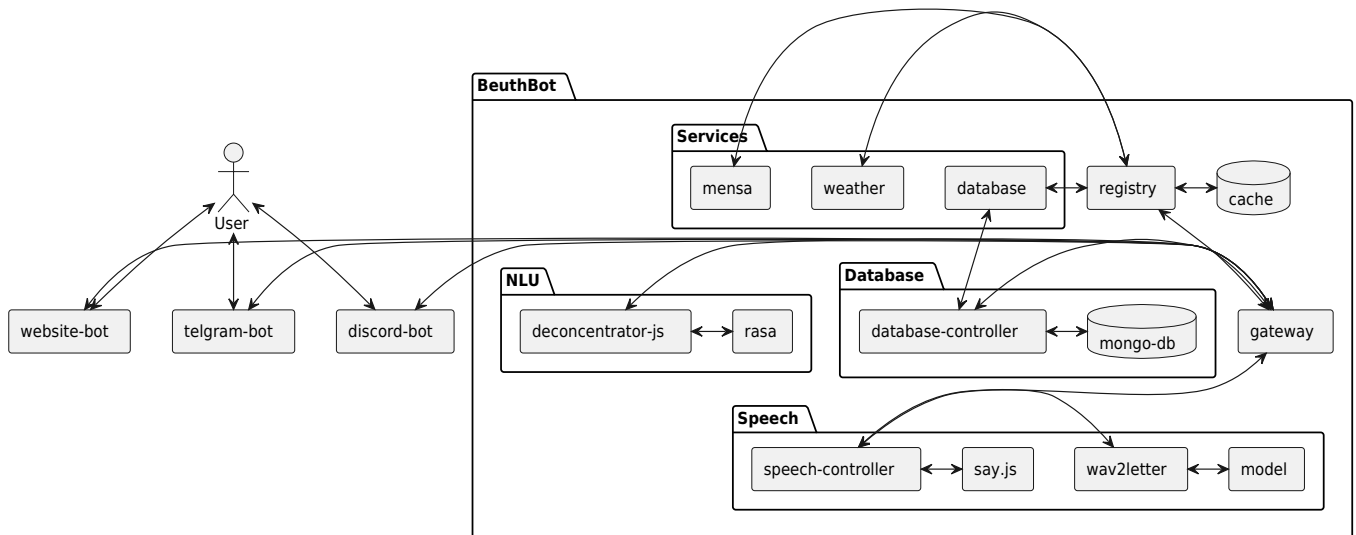 BeuthBot
Services
mensa
weather
database
registry
cache
User
NLU
Database
website-bot
telgram-bot
discord-bot
deconcentrator-js
rasa
database-controller
mongo-db
gateway
Speech
speech-controller
say.js
wav2letter
model